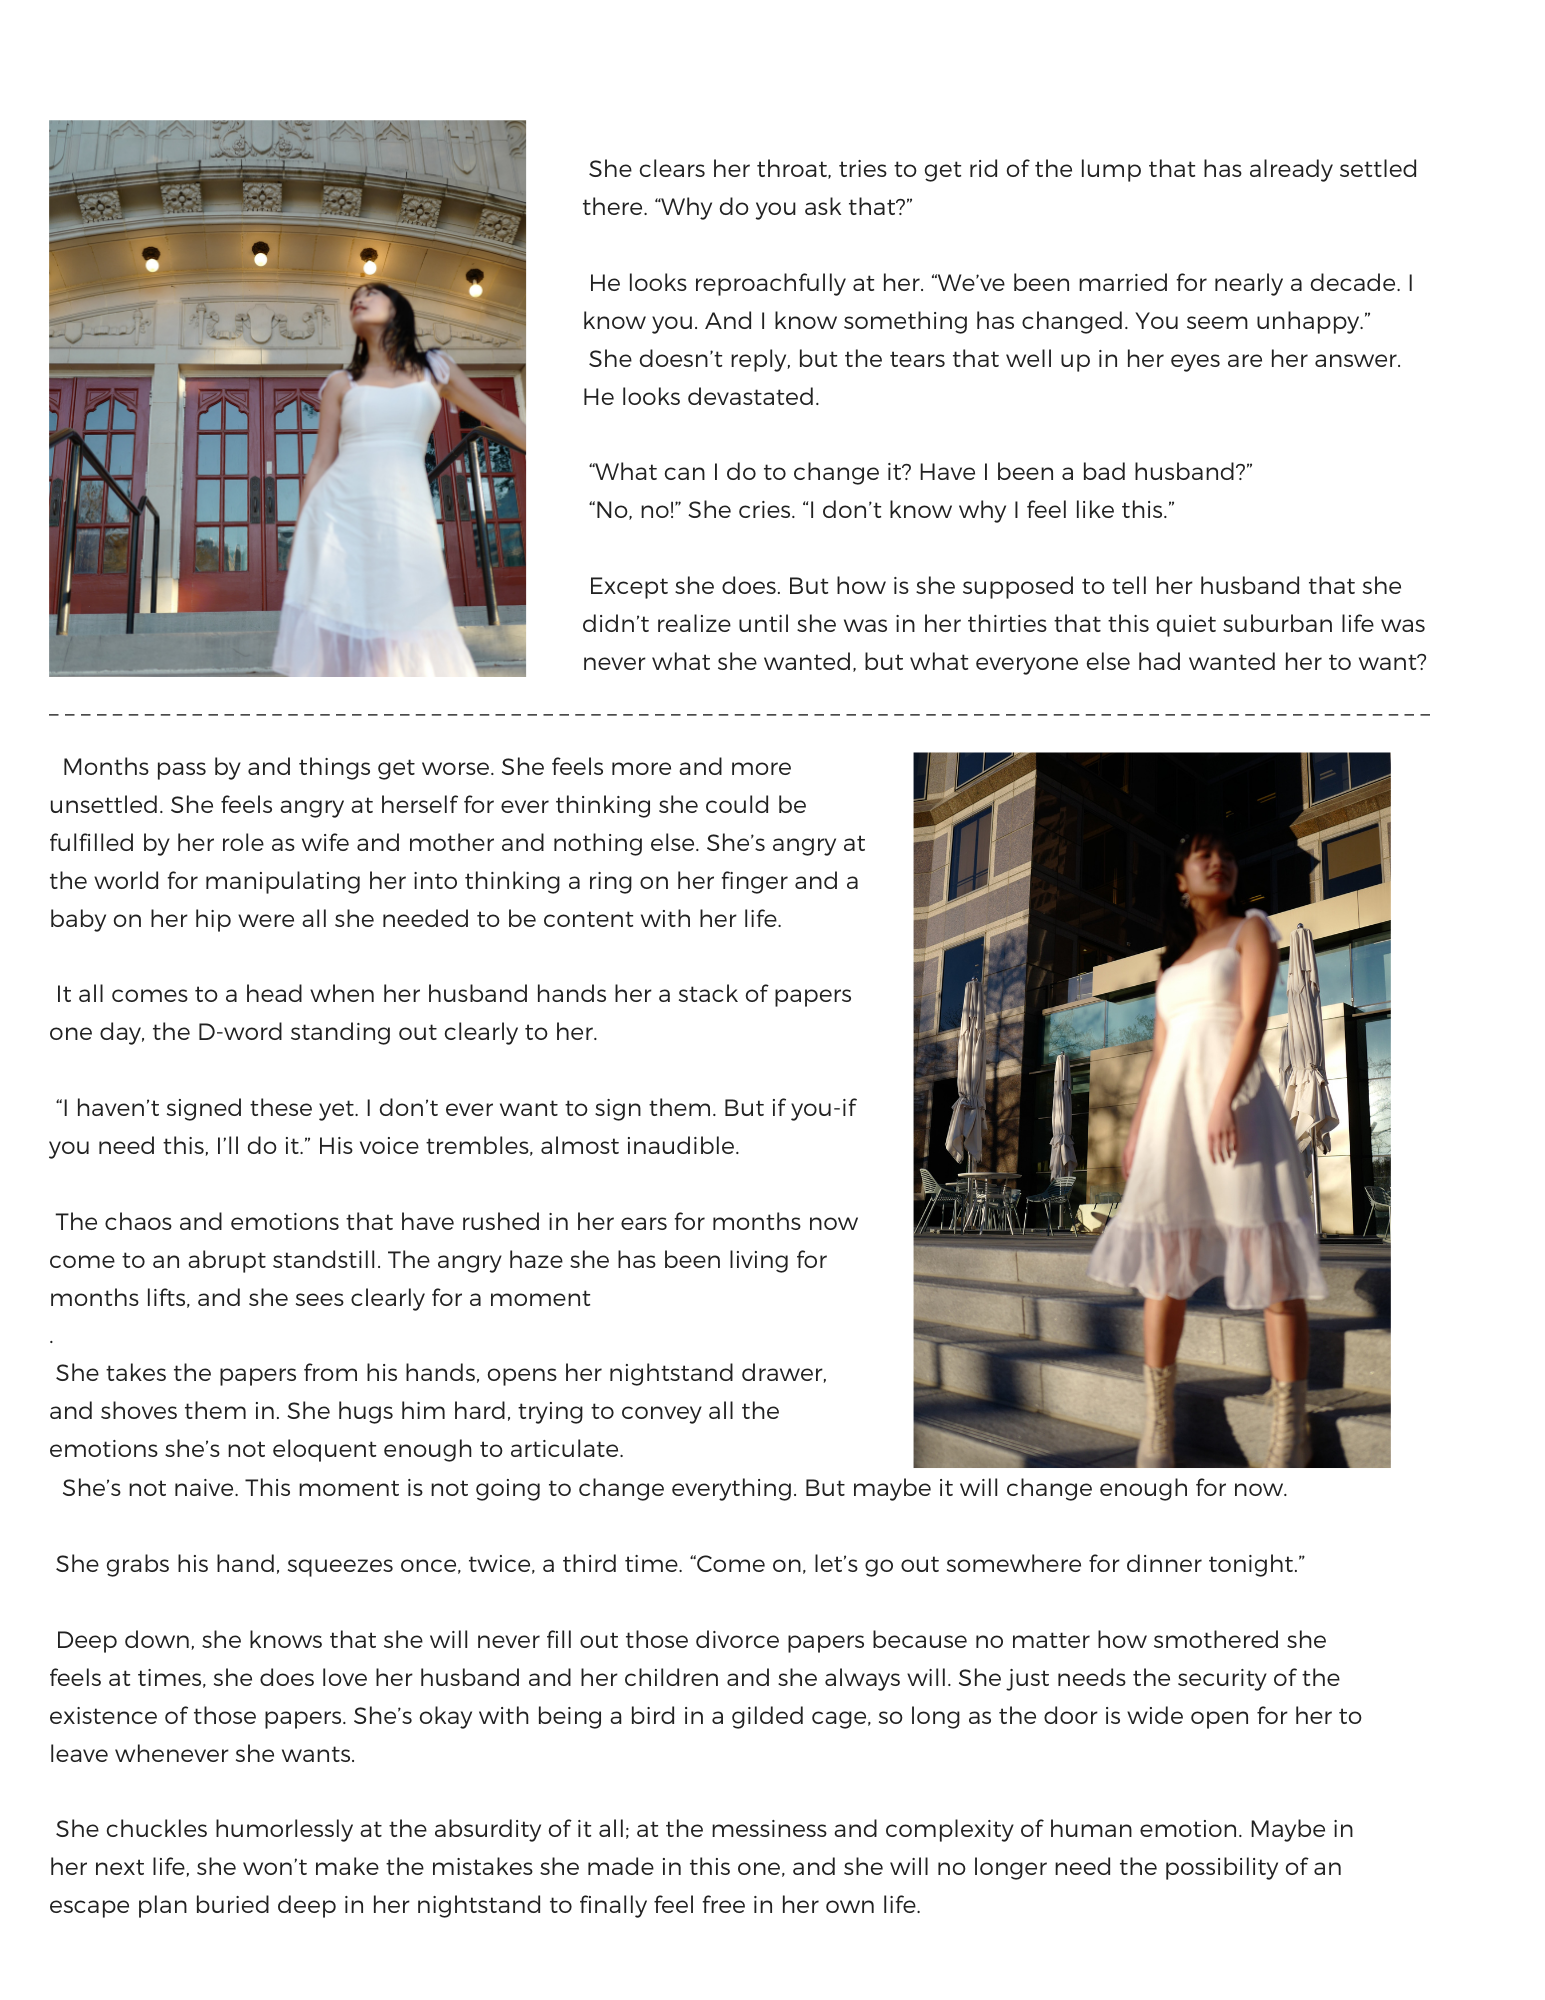 She clears her throat, tries to get rid of the lump that has already settled
there. “Why do you ask that?”
He looks reproachfully at her. “We’ve been married for nearly a decade. I
know you. And I know something has changed. You seem unhappy.”
She doesn’t reply, but the tears that well up in her eyes are her answer.
He looks devastated.
“What can I do to change it? Have I been a bad husband?”
“No, no!” She cries. “I don’t know why I feel like this.”
Except she does. But how is she supposed to tell her husband that she
didn’t realize until she was in her thirties that this quiet suburban life was
never what she wanted, but what everyone else had wanted her to want?
Months pass by and things get worse. She feels more and more
unsettled. She feels angry at herself for ever thinking she could be
fulfilled by her role as wife and mother and nothing else. She’s angry at
the world for manipulating her into thinking a ring on her finger and a
baby on her hip were all she needed to be content with her life.
It all comes to a head when her husband hands her a stack of papers
one day, the D-word standing out clearly to her.
“I haven’t signed these yet. I don’t ever want to sign them. But if you-if
you need this, I’ll do it.” His voice trembles, almost inaudible.
The chaos and emotions that have rushed in her ears for months now
come to an abrupt standstill. The angry haze she has been living for
months lifts, and she sees clearly for a moment
.
She takes the papers from his hands, opens her nightstand drawer,
and shoves them in. She hugs him hard, trying to convey all the
emotions she’s not eloquent enough to articulate.
She’s not naive. This moment is not going to change everything. But maybe it will change enough for now.
She grabs his hand, squeezes once, twice, a third time. “Come on, let’s go out somewhere for dinner tonight.”
Deep down, she knows that she will never fill out those divorce papers because no matter how smothered she
feels at times, she does love her husband and her children and she always will. She just needs the security of the
existence of those papers. She’s okay with being a bird in a gilded cage, so long as the door is wide open for her to
leave whenever she wants.
She chuckles humorlessly at the absurdity of it all; at the messiness and complexity of human emotion. Maybe in
her next life, she won’t make the mistakes she made in this one, and she will no longer need the possibility of an
escape plan buried deep in her nightstand to finally feel free in her own life.